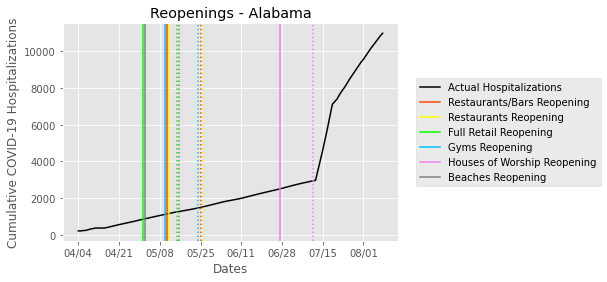 Reopenings - Alabama
Cumulative COVID-19 Hospitalizations
10000
8000
6000
4000
2000
0
04/04 04/21 05/08 05/25 06/11 06/28 07/15 08/01
Dates
Actual Hospitalizations
Restaurants/Bars Reopening
Restaurants Reopening
Full Retail Reopening
Gyms Reopening
Houses of Worship Reopening
Beaches Reopening